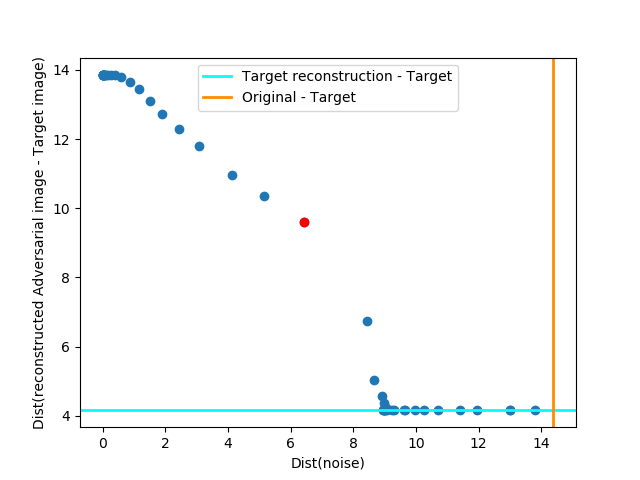 Target reconstruction - Target
Original - Target
Dist(reconstructed Adversarial image - Target image)
14
12
10
8
6
4
0 2 4 6 8 10 12 14
Dist(noise)